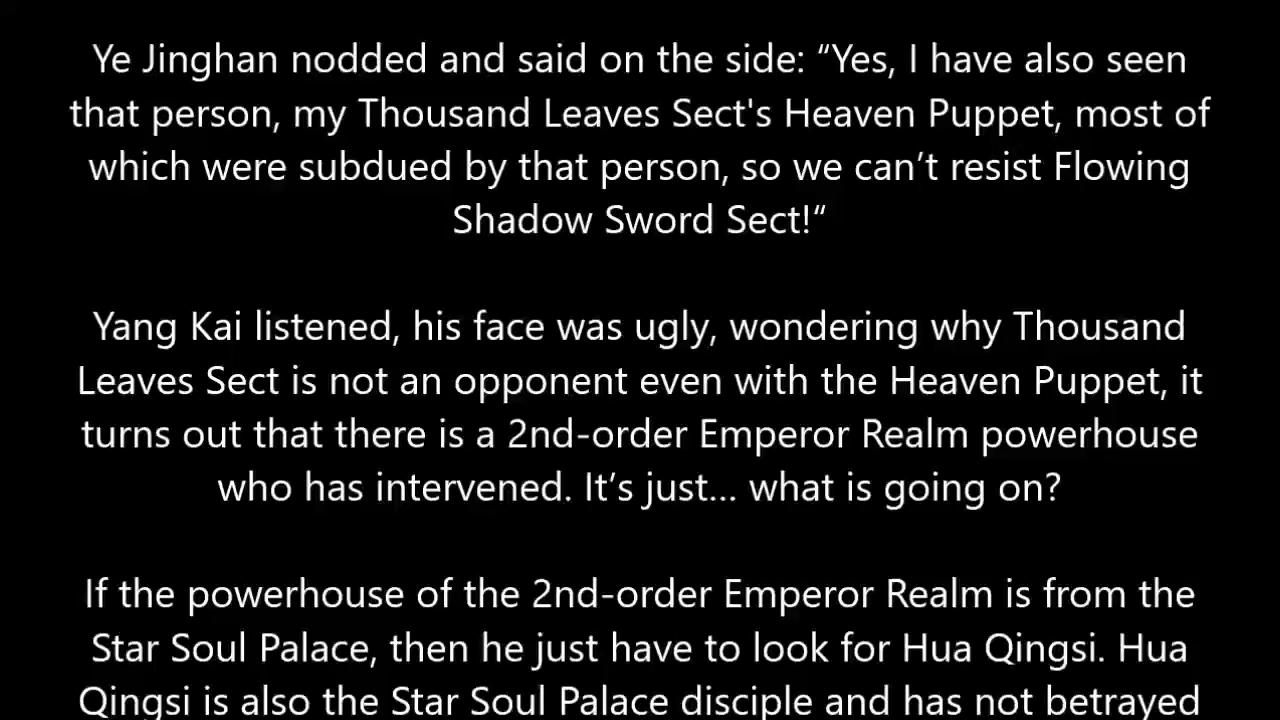 Ye Jinghan nodded and said on the side: “Yes, I have also seen
that person, my Thousand Leaves Sect's Heaven Puppet, most of
which were subdued by that person, so we can’t resist Flowing
Shadow Sword Sect!“
Yang Kai listened, his face was ugly, wondering why Thousand
Leaves Sect is not an opponent even with the Heaven Puppet, it
turns out that there is a 2nd-order Emperor Realm powerhouse
who has intervened. It’s just... what is going on?
If the powerhouse of the 2nd-order Emperor Realm is from the
Star Soul Palace, then he just have to look for Hua Qingsi. Hua
Qingsi is also the Star Soul Palace disciple and has not betrayed